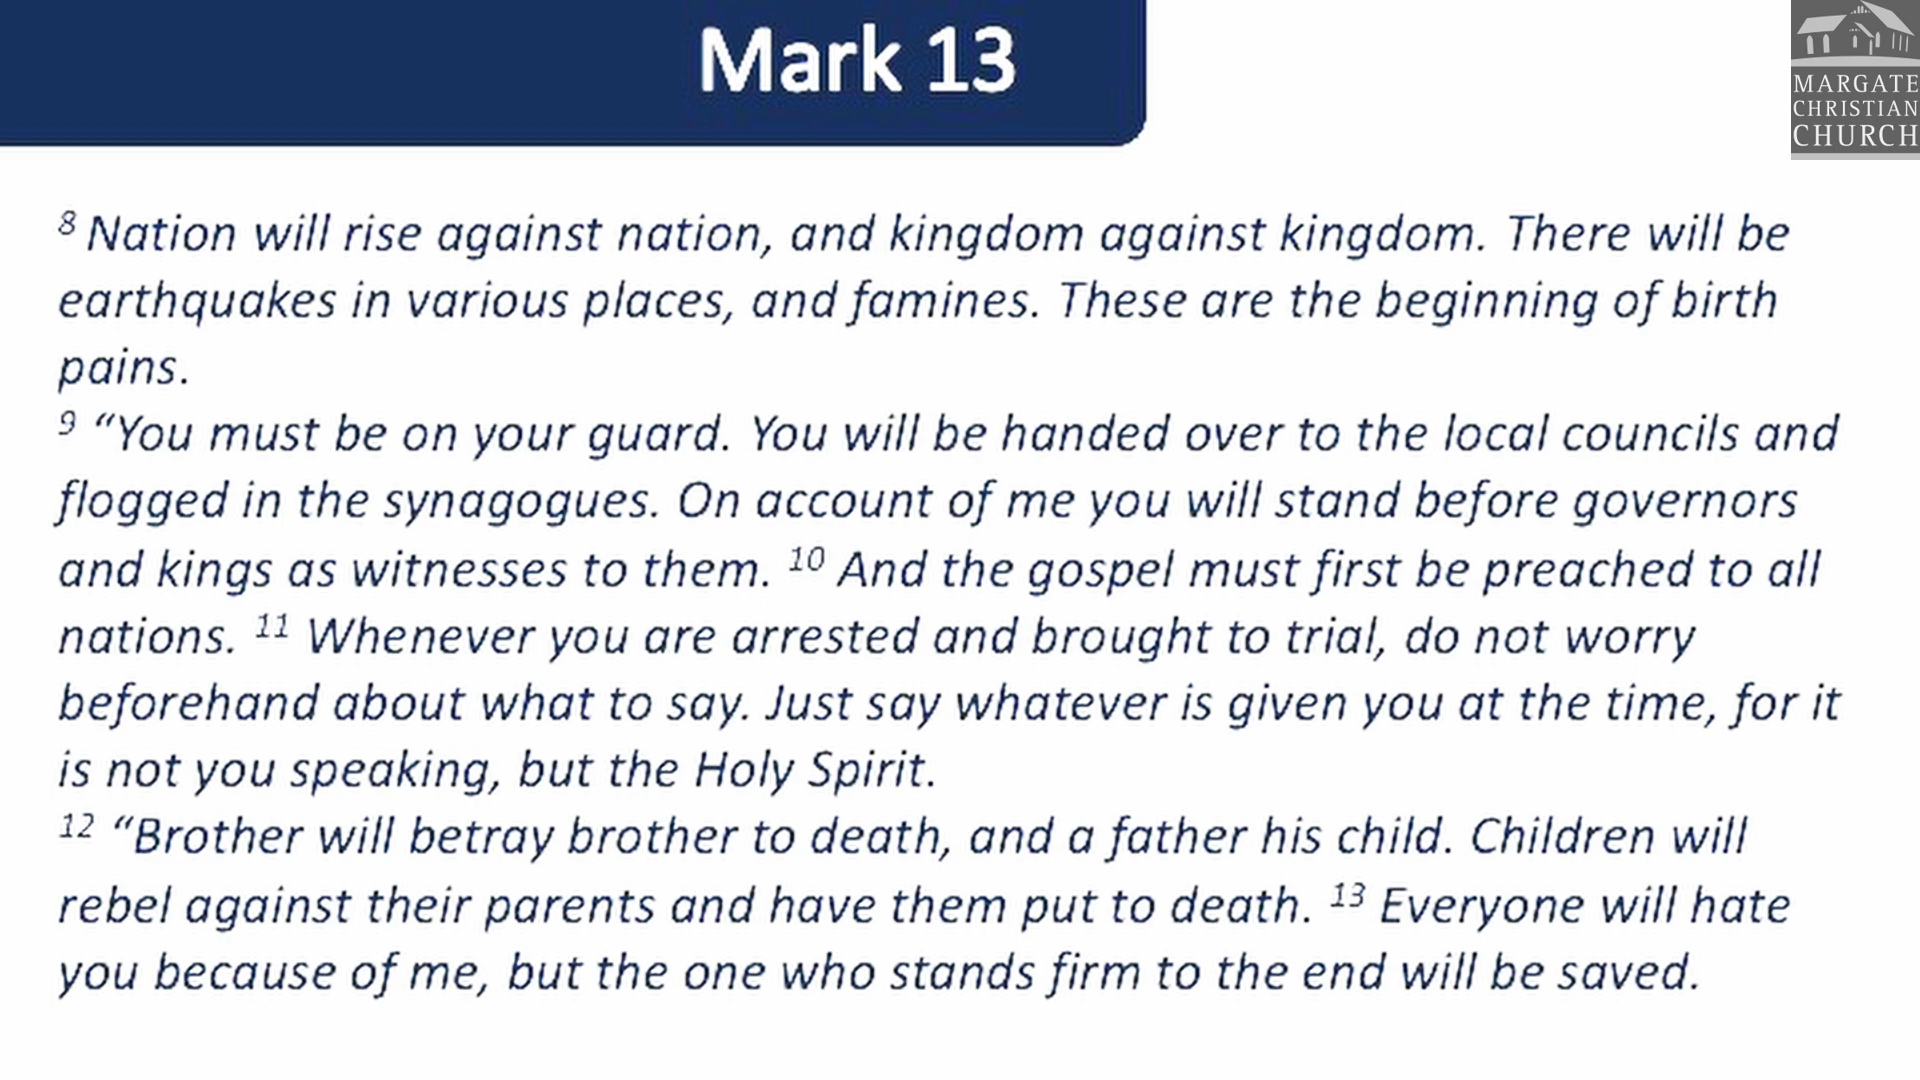 Mark 13
MARGATE
CHRISTIAN
CHURCH
8 Nation will rise against nation, and kingdom against kingdom. There will be
earthquakes in various places, and famines. These are the beginning of birth
pains.
9 “You must be on your guard. You will be handed over to the local councils and
flogged in the synagogues. On account of me you will stand before governors
and kings as witnesses to them. 10 And the gospel must first be preached to all
nations. 11 Whenever you are arrested and brought to trial, do not worry
beforehand about what to say. Just say whatever is given you at the time, for it
is not you speaking, but the Holy Spirit.
12 “Brother will betray brother to death, and a father his child. Children will
rebel against their parents and have them put to death. 13 Everyone will hate
you because of me, but the one who stands firm to the end will be saved.